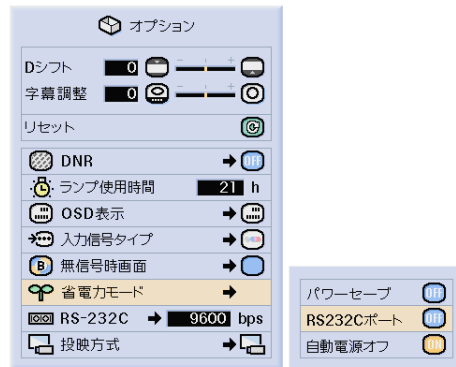 オプション
Dシフト 0 - +
字幕調整 0 - +
リセット
DNR OFF
ランプ使用時間 21 h
OSD表示
入力信号タイプ
B 無信号時画面
省電力モード
RS-232C 9600 bps
投映方式
パワーセーブ OFF
RS232Cポート OFF
自動電源オフ ON